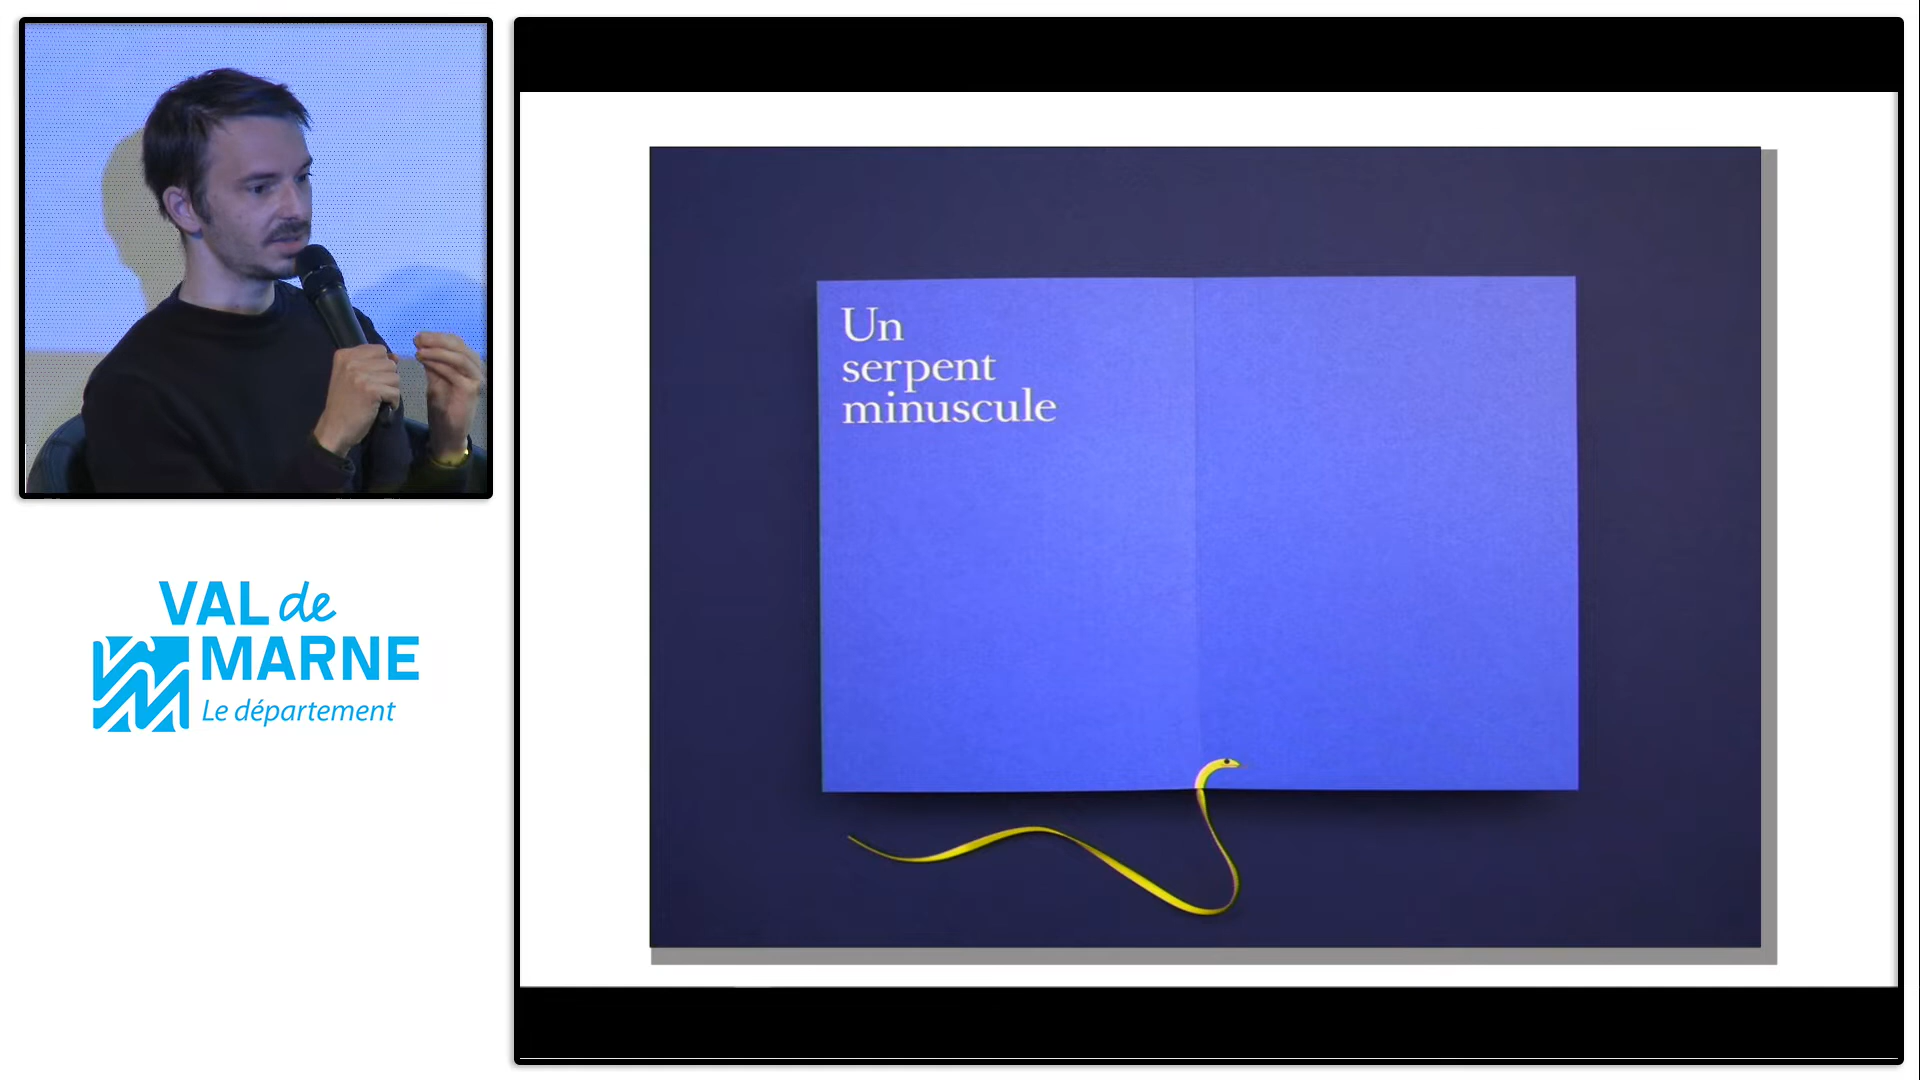 VAL de
MARNE
Le département
Un
serpent
minuscule